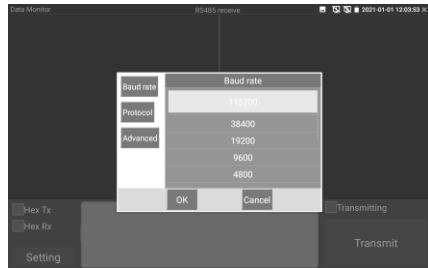 Data Monitor
RS485 receive
2021-01-01 12:03:53 ×
Baud rate
Baud rate
115200
Protocol
38400
Advanced
19200
9600
4800
OK
Cancel
Hex Tx
Transmitting
Hex Rx
Transmit
Setting